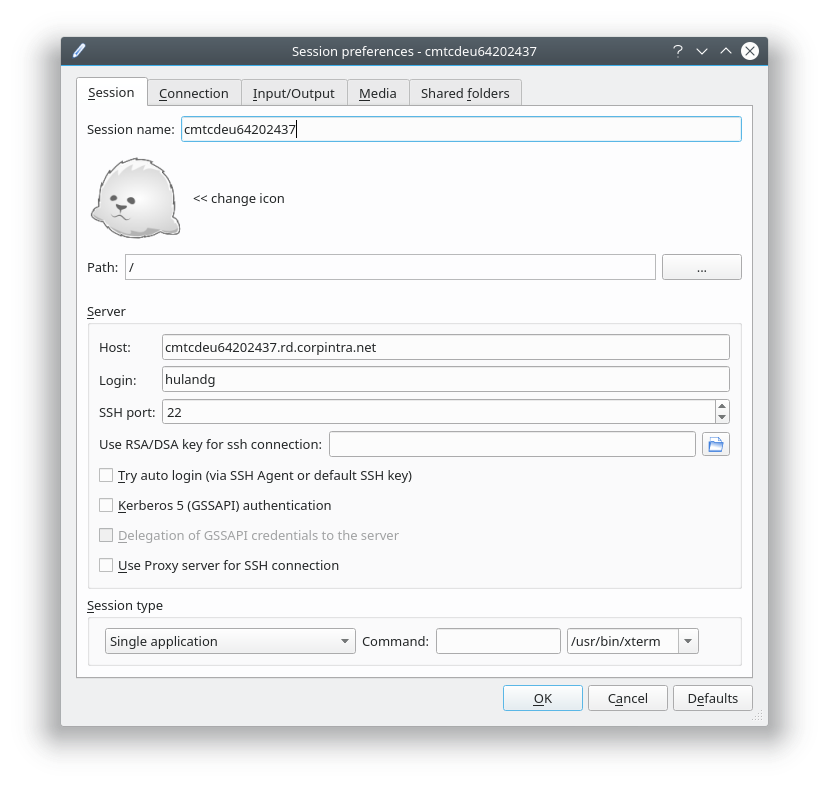 Session preferences - cmtcdeu64202437
Session Connection Input/Output Media Shared folders
Session name: cmtcdeu64202437
<< change icon
Path: / ...
Server
Host: cmtcdeu64202437.rd.corpintra.net
Login: hulandg
SSH port: 22
Use RSA/DSA key for ssh connection:
Try auto login (via SSH Agent or default SSH key)
Kerberos 5 (GSSAPI) authentication
Delegation of GSSAPI credentials to the server
Use Proxy server for SSH connection
Session type
Single application Command: /usr/bin/xterm
OK Cancel Defaults